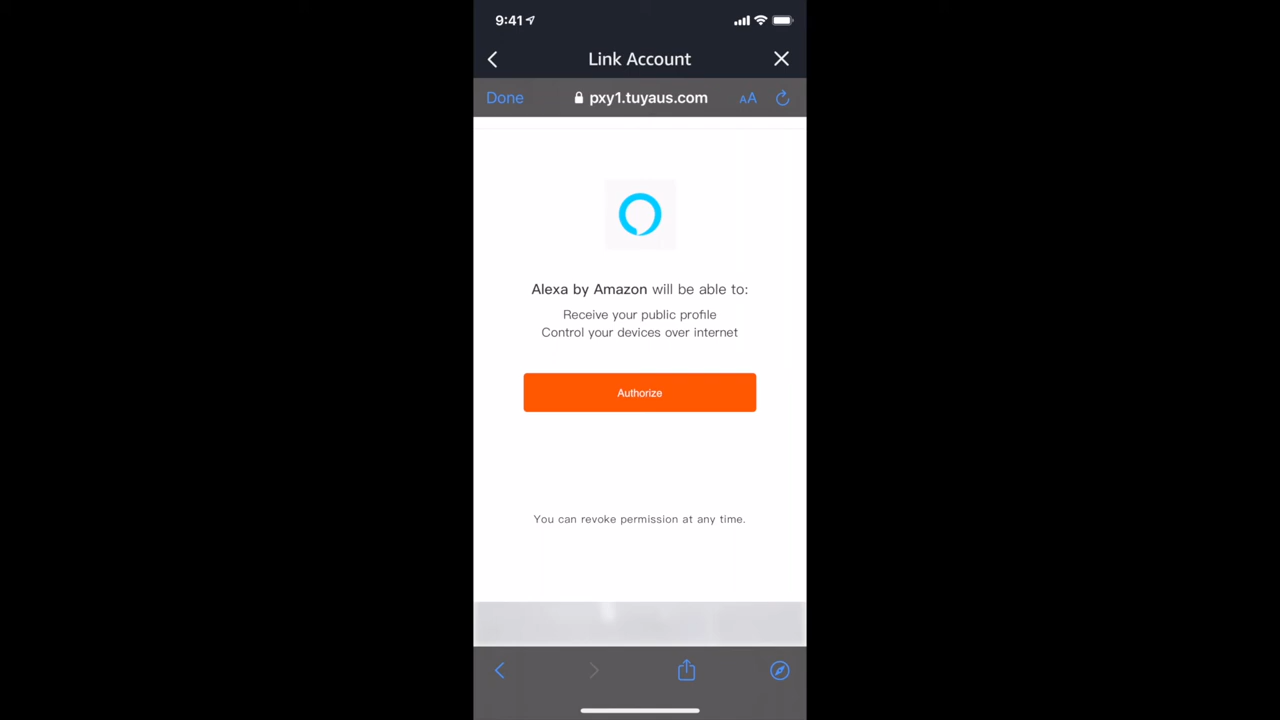 9:41
Link Account
Done pxy1.tuyaus.com AA
Alexa by Amazon will be able to:
Receive your public profile
Control your devices over internet
Authorize
You can revoke permission at any time.